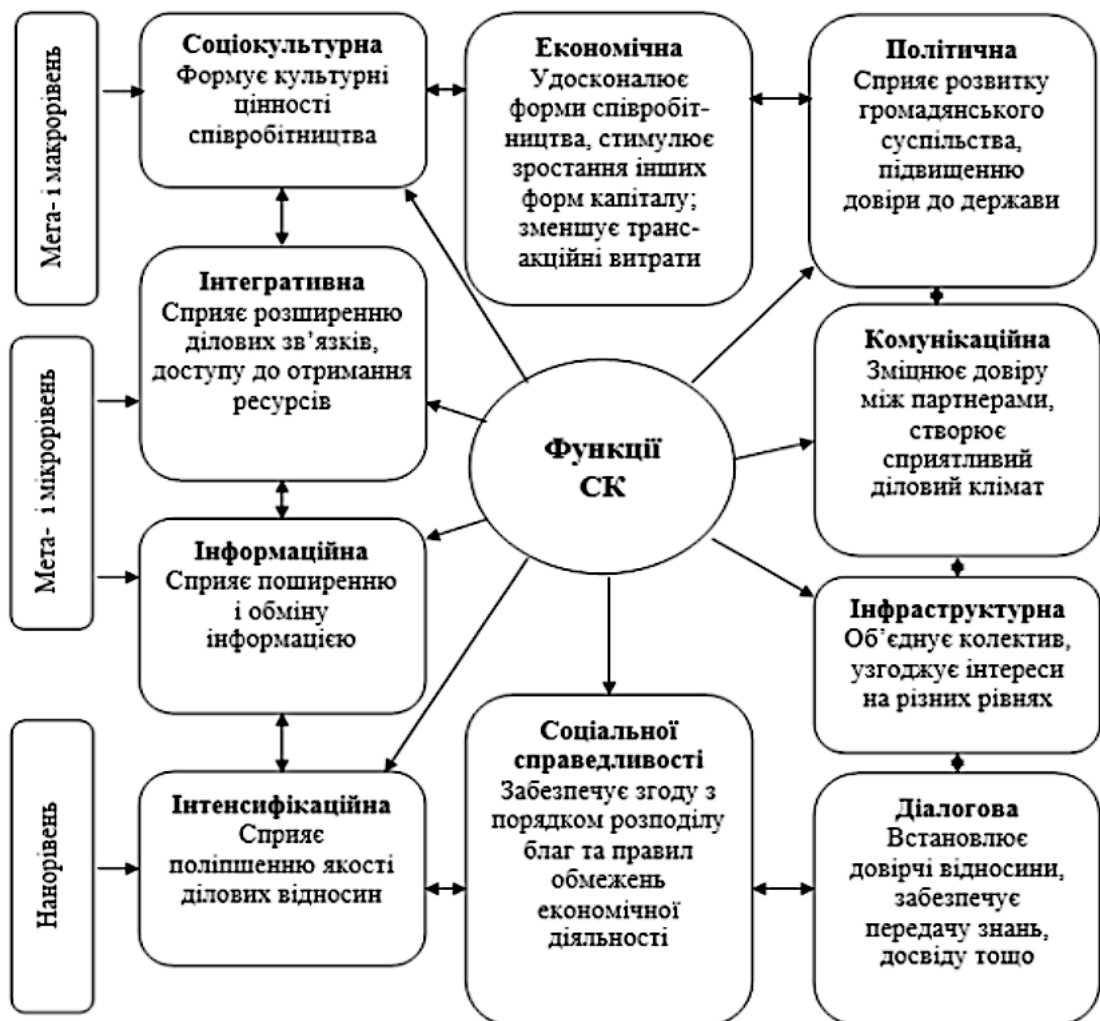 Мега- і макрорівень
Соціокультурна
Формує культурні
цінності
співробітництва
Економічна
Удосконалює
форми співробіт-
ництва, стимулює
зростання інших
форм капіталу;
зменшує транс-
акційні витрати
Політична
Сприяє розвитку
громадянського
суспільства,
підвищенню
довіри до держави
Мета- і мікрорівень
Інтегративна
Сприяє розширенню
ділових зв’язків,
доступу до отримання
ресурсів
Функції
СК
Комунікаційна
Зміцнює довіру
між партнерами,
створює
сприятливий
діловий клімат
Інформаційна
Сприяє поширенню
і обміну
інформацією
Інфраструктурна
Об’єднує колектив,
узгоджує інтереси
на різних рівнях
Нанорівень
Інтенсифікаційна
Сприяє
поліпшенню якості
ділових відносин
Соціальної
справедливості
Забезпечує згоду з
порядком розподілу
благ та правил
обмежень
економічної
діяльності
Діалогова
Встановлює
довірчі відносини,
забезпечує
передачу знань,
досвіду тощо